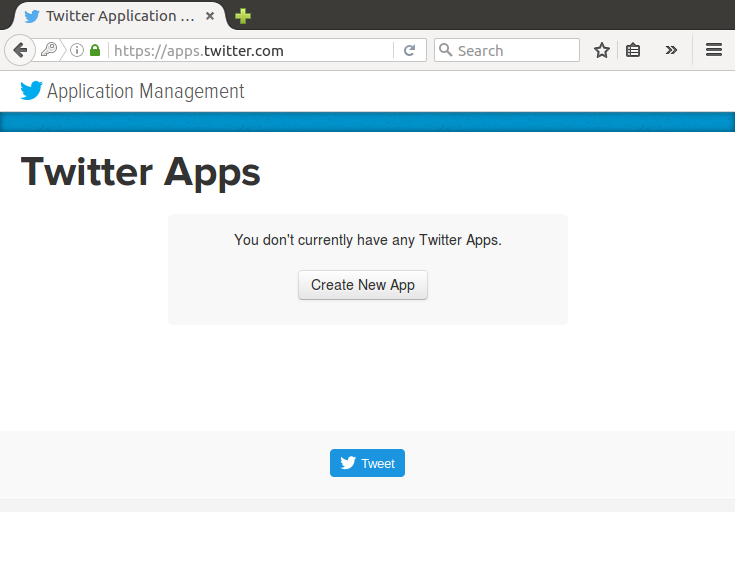 Twitter Application ...
https://apps.twitter.com
Search
Application Management
Twitter Apps
You don't currently have any Twitter Apps.
Create New App
Tweet